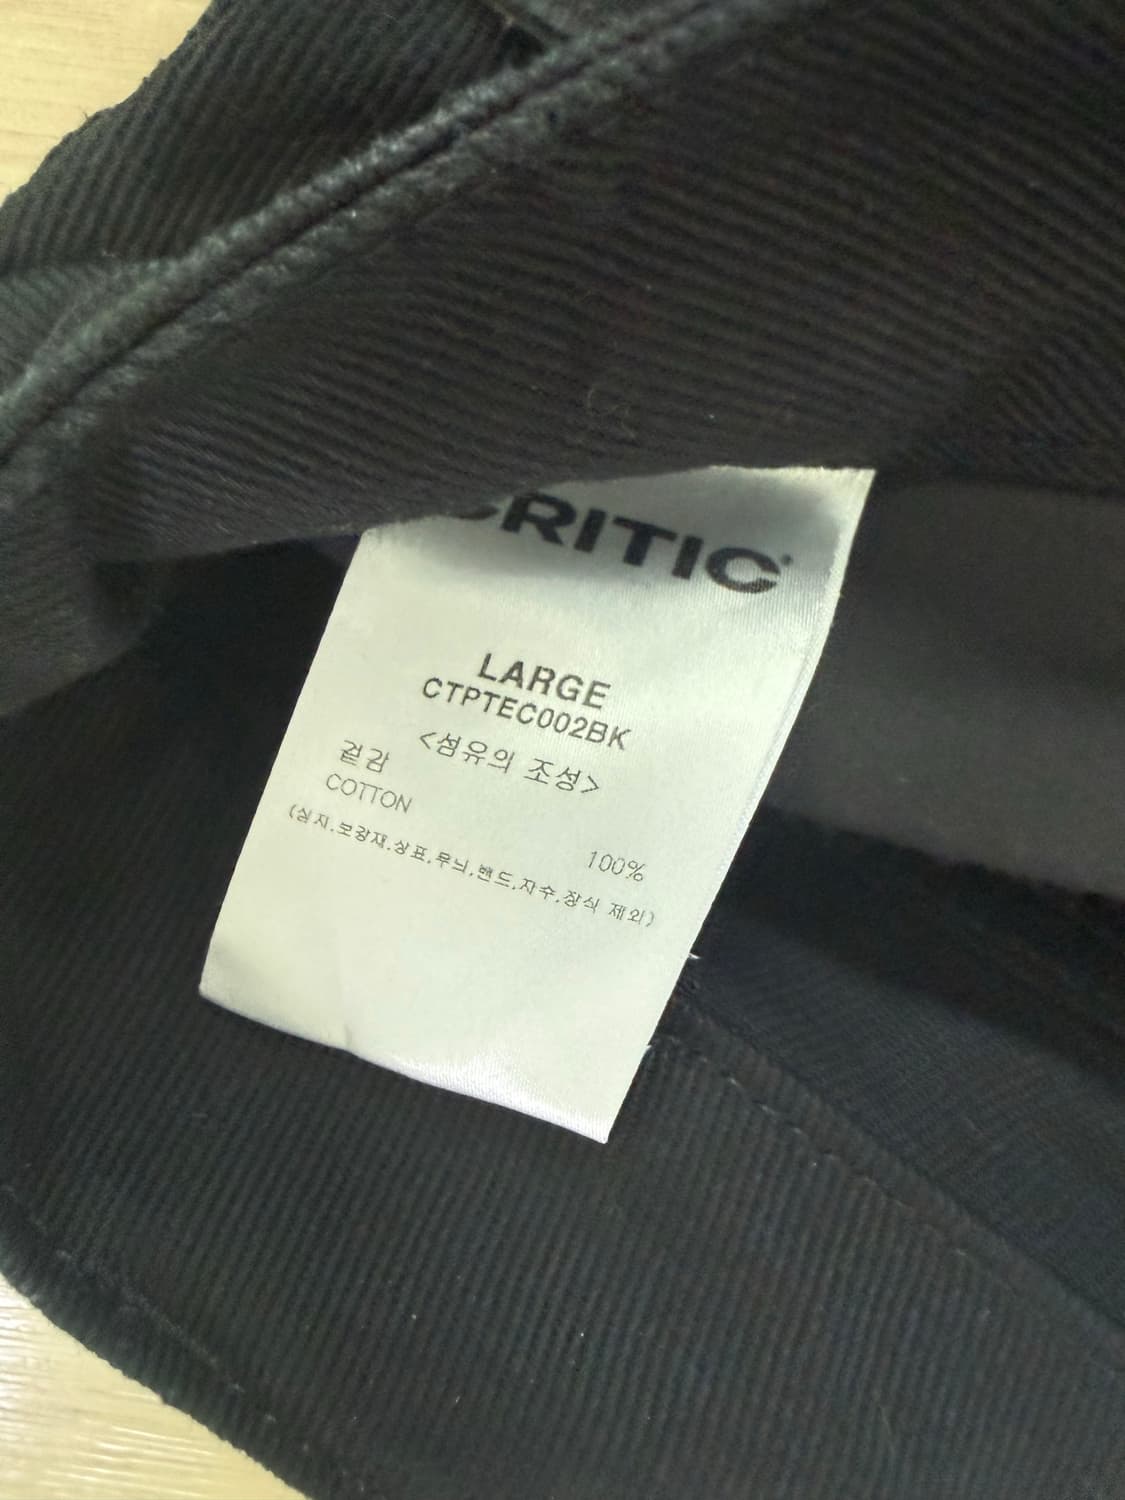 CRITIC
LARGE
CTPTEC002BK
<섬유의 조성>
겉감
COTTON 100%
(심지.보강재.상표.무늬.밴드.자수.장식 제외)